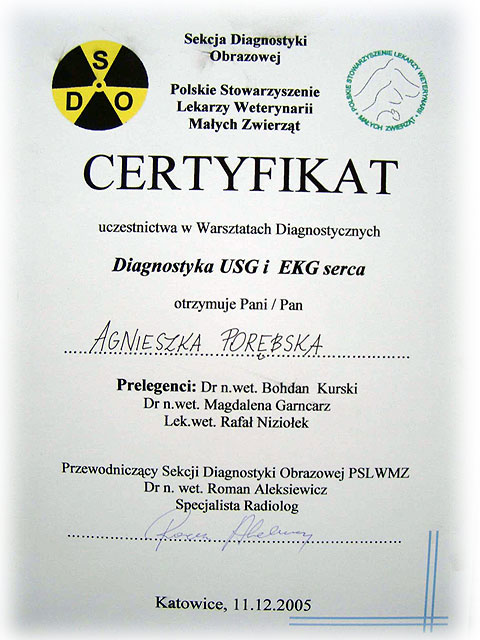 Sekcja Diagnostyki
Obrazowej
Polskie Stowarzyszenie
Lekarzy Weterynarii
Małych Zwierząt
S
D O
POLSKIE STOWARZYSZENIE LEKARZY WETERYNARII
MAŁYCH ZWIERZĄT
CERTYFIKAT
uczestnictwa w Warsztatach Diagnostycznych
Diagnostyka USG i EKG serca
otrzymuje Pani / Pan
AGNIESZKA PORĘBSKA
Prelegenci: Dr n.wet. Bohdan Kurski
Dr n.wet. Magdalena Garncarz
Lek.wet. Rafał Niziołek
Przewodniczący Sekcji Diagnostyki Obrazowej PSLWMZ
Dr n. wet. Roman Aleksiewicz
Specjalista Radiolog
Katowice, 11.12.2005